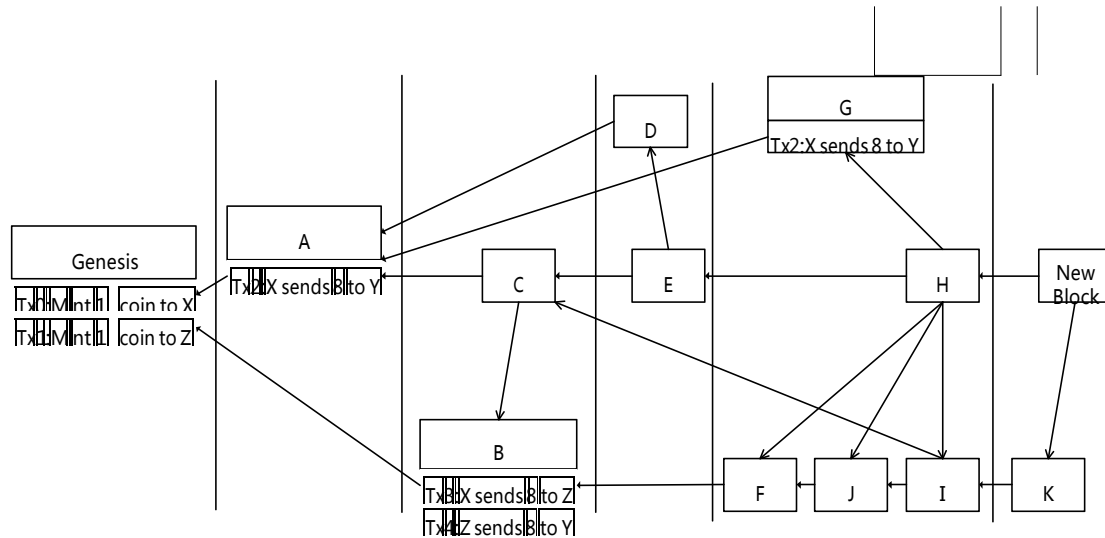 D
G
Tx2:X sends 8 to Y
A
Tx2:X sends 8 to Y
Genesis
Tx0:Mint 1 coin to X
Tx1:Mint 1 coin to Z
C
E
H
New
Block
B
Tx3:X sends 8 to Z
Tx4:Z sends 8 to Y
F
J
I
K